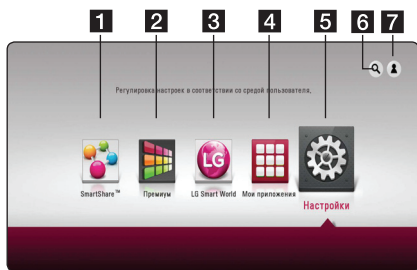 1 2 3 4 5 6 7
Регулировка настроек в соответствии со средой пользователя.
LG
SmartShare™ Премиум LG Smart World Мои приложения
Настройки